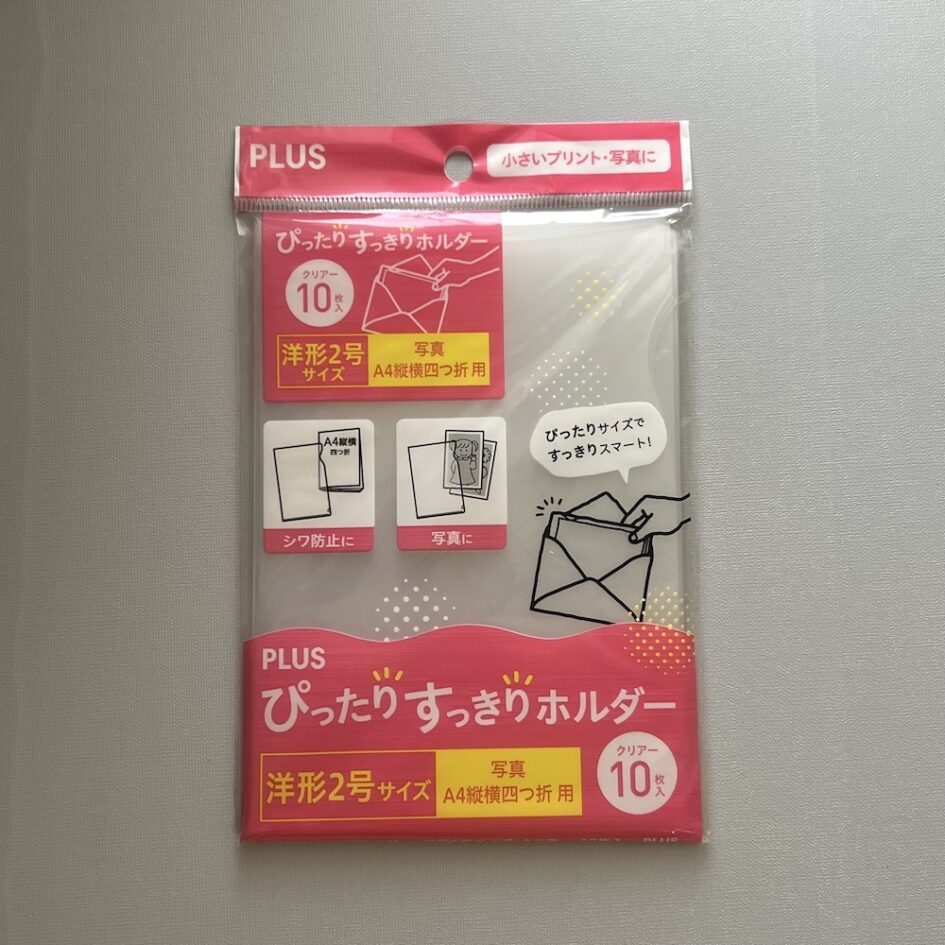 PLUS
小さいプリント・写真に
ぴったりすっきりホルダー
クリアー
10枚入
洋形2号
サイズ
写真
A4縦横四つ折 用
A4縦横
四つ折
シワ防止に
写真に
ぴったりサイズで
すっきりスマート!
PLUS
ぴったりすっきりホルダー
洋形2号サイズ
写真
A4縦横四つ折 用
クリアー
10枚入
PLUS